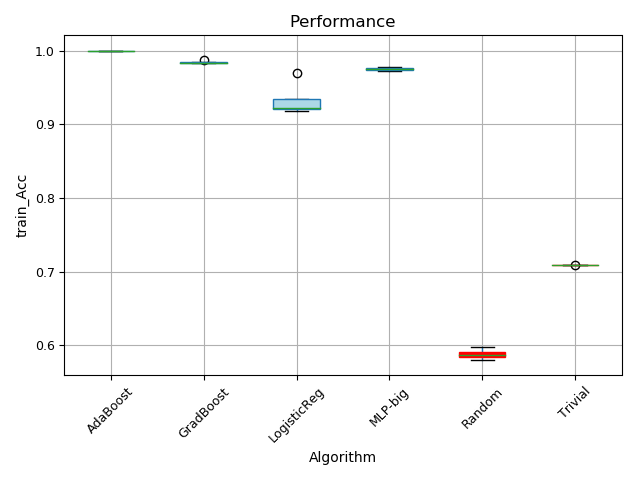 Performance
train_Acc
1.0
0.9
0.8
0.7
0.6
AdaBoost
GradBoost
LogisticReg
MLP-big
Random
Trivial
Algorithm